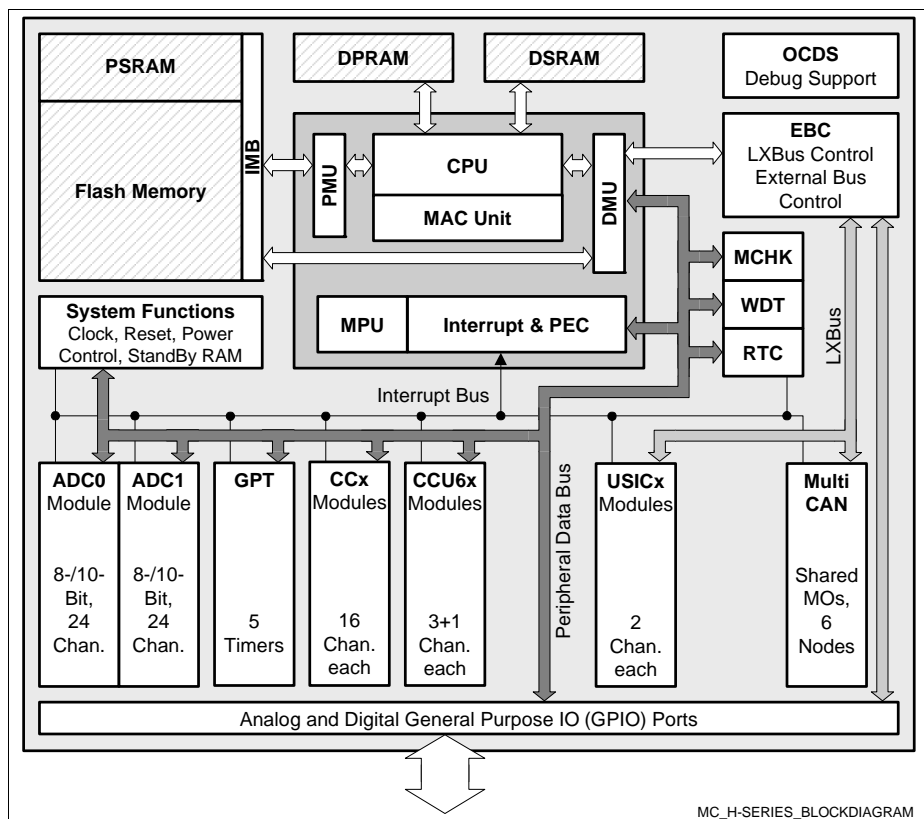 PSRAM
Flash Memory
IMB
DPRAM
DSRAM
OCDS
Debug Support
PMU
CPU
MAC Unit
DMU
EBC
LXBus Control
External Bus
Control
MPU
Interrupt & PEC
MCHK
WDT
RTC
LXBus
System Functions
Clock, Reset, Power
Control, StandBy RAM
Interrupt Bus
Peripheral Data Bus
ADC0
Module
8-/10-
Bit,
24
Chan.
ADC1
Module
8-/10-
Bit,
24
Chan.
GPT
5
Timers
CCx
Modules
16
Chan.
each
CCU6x
Modules
3+1
Chan.
each
USICx
Modules
2
Chan.
each
Multi
CAN
Shared
MOs,
6
Nodes
Analog and Digital General Purpose IO (GPIO) Ports
MC_H-SERIES_BLOCKDIAGRAM